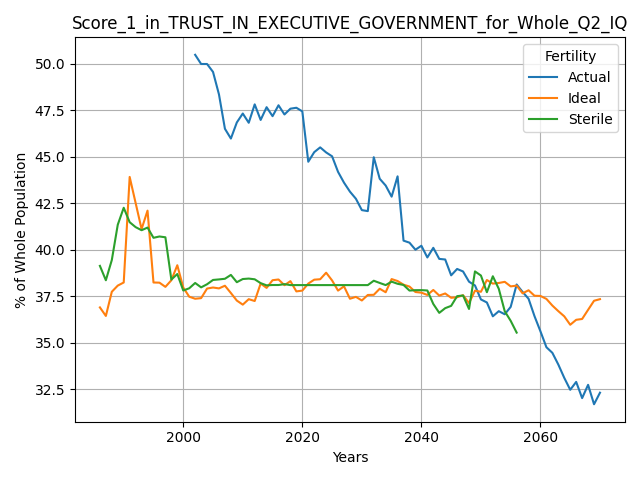 Score_1_in_TRUST_IN_EXECUTIVE_GOVERNMENT_for_Whole_Q2_IQ
Fertility
Actual
Ideal
Sterile
% of Whole Population
50.0
47.5
45.0
42.5
40.0
37.5
35.0
32.5
2000
2020
2040
2060
Years